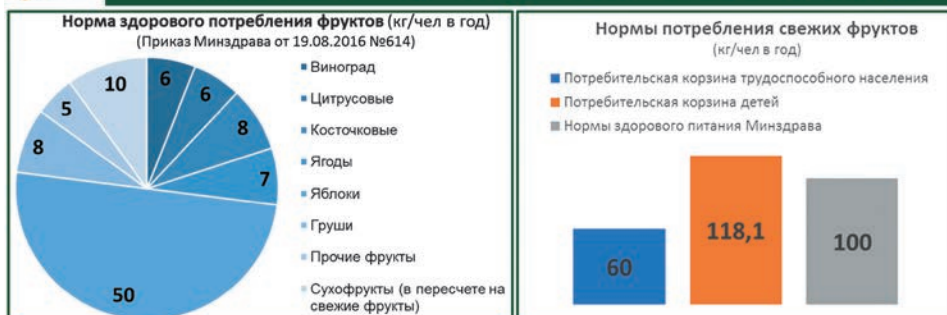 Норма здорового потребления фруктов (кг/чел в год)
(Приказ Минздрава от 19.08.2016 №614)
10
6
6
8
7
50
8
5
Виноград
Цитрусовые
Косточковые
Ягоды
Яблоки
Груши
Прочие фрукты
Сухофрукты (в пересчете на
свежие фрукты)
Нормы потребления свежих фруктов
(кг/чел в год)
Потребительская корзина трудоспособного населения
Потребительская корзина детей
Нормы здорового питания Минздрава
60
118,1
100